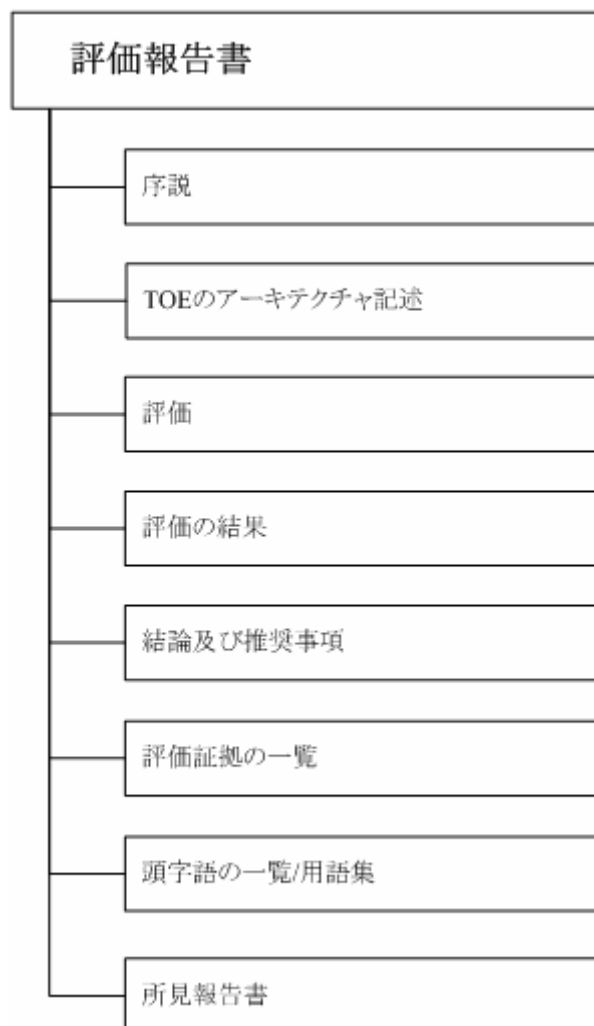 評価報告書
序説
TOEのアーキテクチャ記述
評価
評価の結果
結論及び推奨事項
評価証拠の一覧
頭字語の一覧/用語集
所見報告書